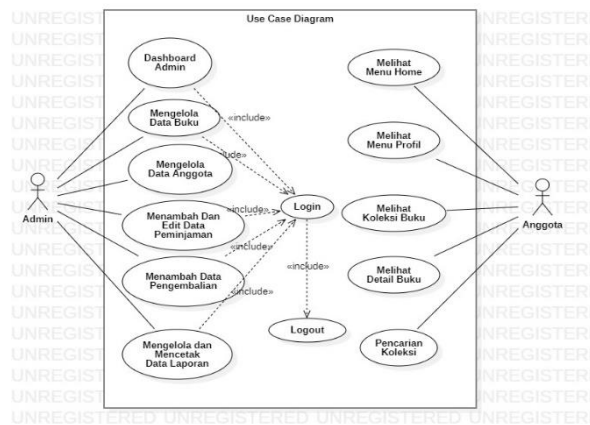 Use Case Diagram
Dashboard
Admin
Mengelola
Data Buku
Mengelola
Data Anggota
Menambah Dan
Edit Data
Peminjaman
Menambah Data
Pengembalian
Mengelola dan
Mencetak
Data Laporan
Admin
«include»
ude»
«include»
«include»
«include»
«include»
Login
Logout
Melihat
Menu Home
Melihat
Menu Profil
Melihat
Koleksi Buku
Melihat
Detail Buku
Pencarian
Koleksi
Anggota
UNREGISTERED UNREGISTERED UNREGISTER